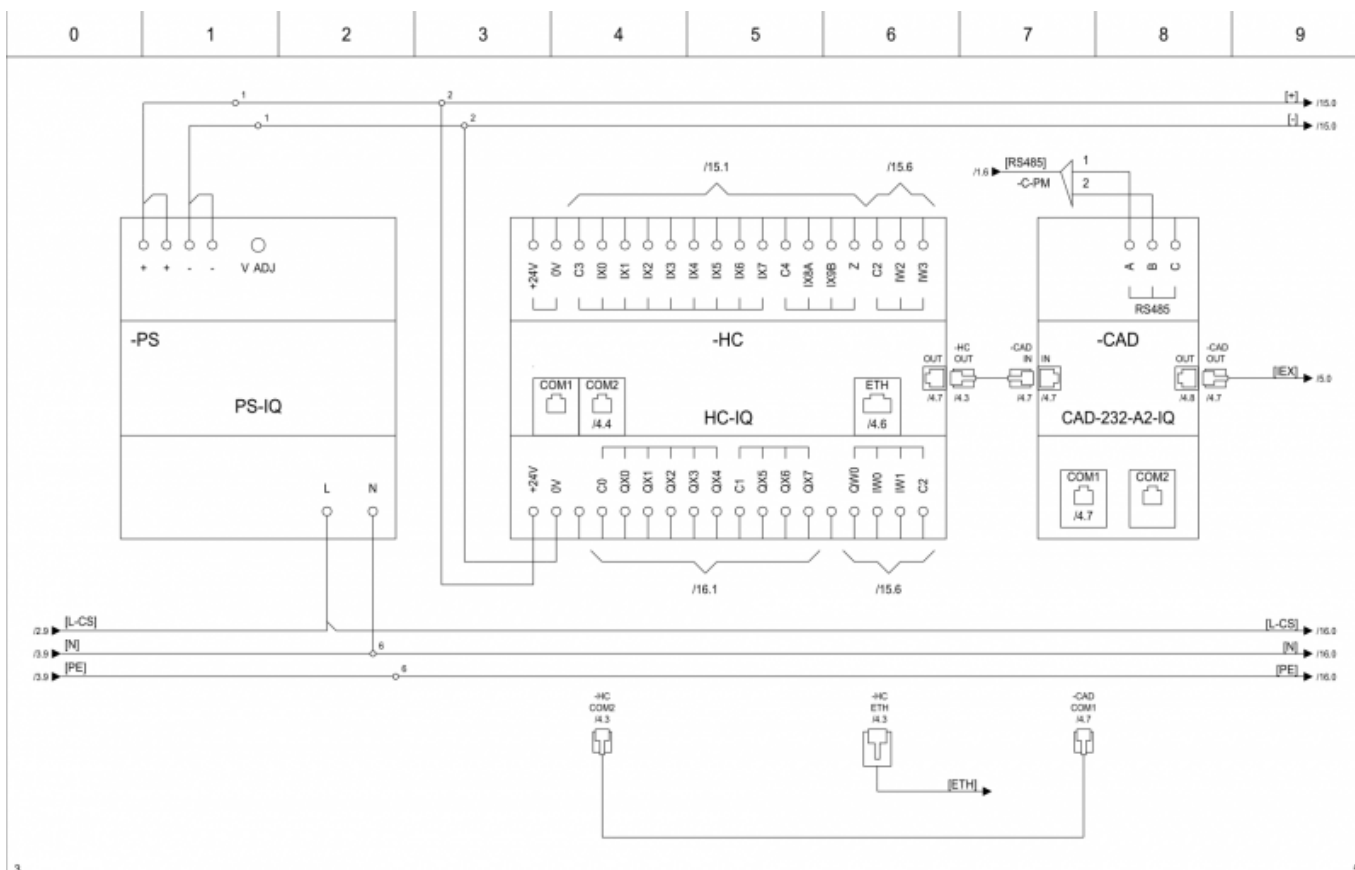 0 1 2 3 4 5 6 7 8 9
1 2 [+] /15.0
1 2 [-] /15.0
/15.1 /15.6
[RS485] 1
/1.6 -C-PM 2
+ + - - V ADJ
+24V 0V C3 IX0 IX1 IX2 IX3 IX4 IX5 IX6 IX7 C4 IX8A IX9B Z C2 IW2 IW3
A B C
RS485
-PS -HC -CAD
-HC -CAD -CAD
OUT OUT IN IN OUT OUT
/4.7 /4.3 /4.7 /4.7 /4.8 /4.7
[IEX] /5.0
COM1 COM2 ETH
/4.4 /4.6
PS-IQ HC-IQ CAD-232-A2-IQ
L N
+24V 0V C0 QX0 QX1 QX2 QX3 QX4 C1 QX5 QX6 QX7 QW0 IW0 IW1 C2
COM1 COM2
/4.7
/16.1 /15.6
/2.9 [L-CS] [L-CS] /16.0
/3.9 [N] 6 [N] /16.0
/3.9 [PE] 6 [PE] /16.0
-HC -HC -CAD
COM2 ETH COM1
/4.3 /4.3 /4.7
[ETH]
3